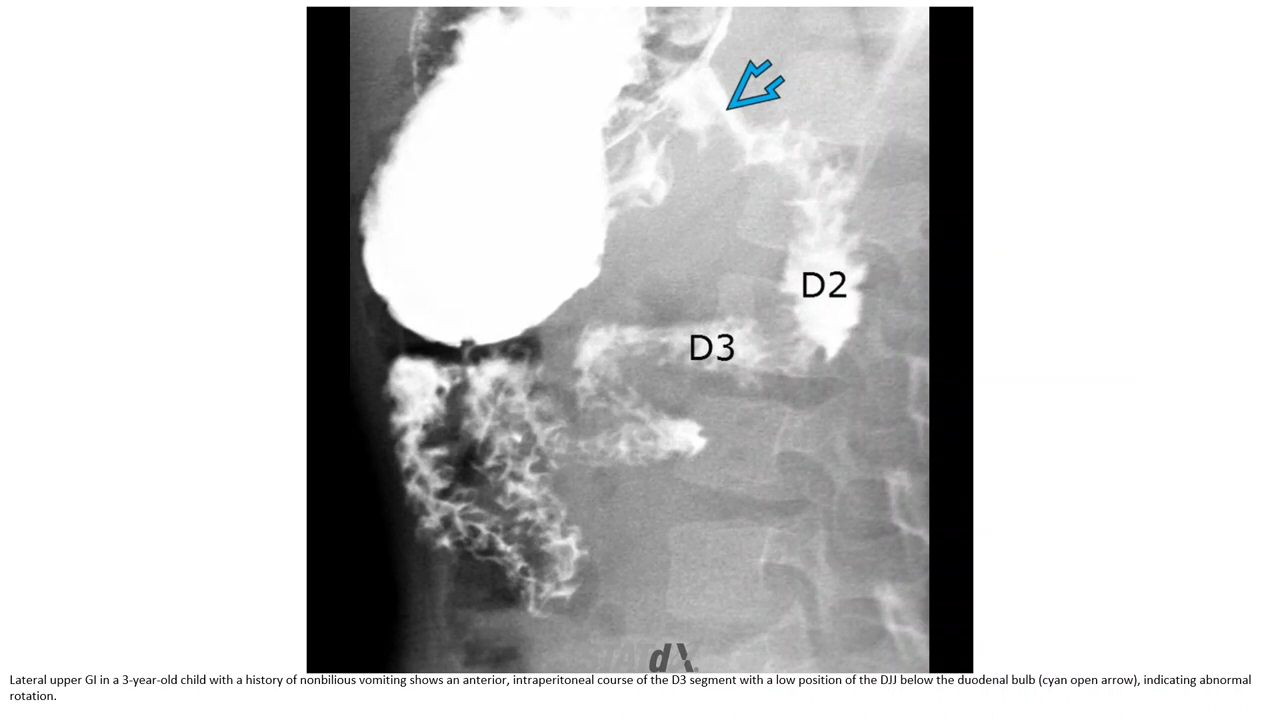 D2
D3
Lateral upper GI in a 3-year-old child with a history of nonbilious vomiting shows an anterior, intraperitoneal course of the D3 segment with a low position of the DJJ below the duodenal bulb (cyan open arrow), indicating abnormal
rotation.